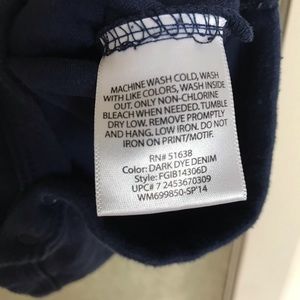 MACHINE WASH COLD, WASH
WITH LIKE COLORS, WASH INSIDE
OUT. ONLY NON-CHLORINE
BLEACH WHEN NEEDED. TUMBLE
DRY LOW. REMOVE PROMPTLY
AND HANG. LOW IRON. DO NOT
IRON ON PRINT/MOTIF.
RN# 51638
Color: DARK DYE DENIM
Style: FGIB14306D
UPC# 7 2453670309
WM699850-SP'14